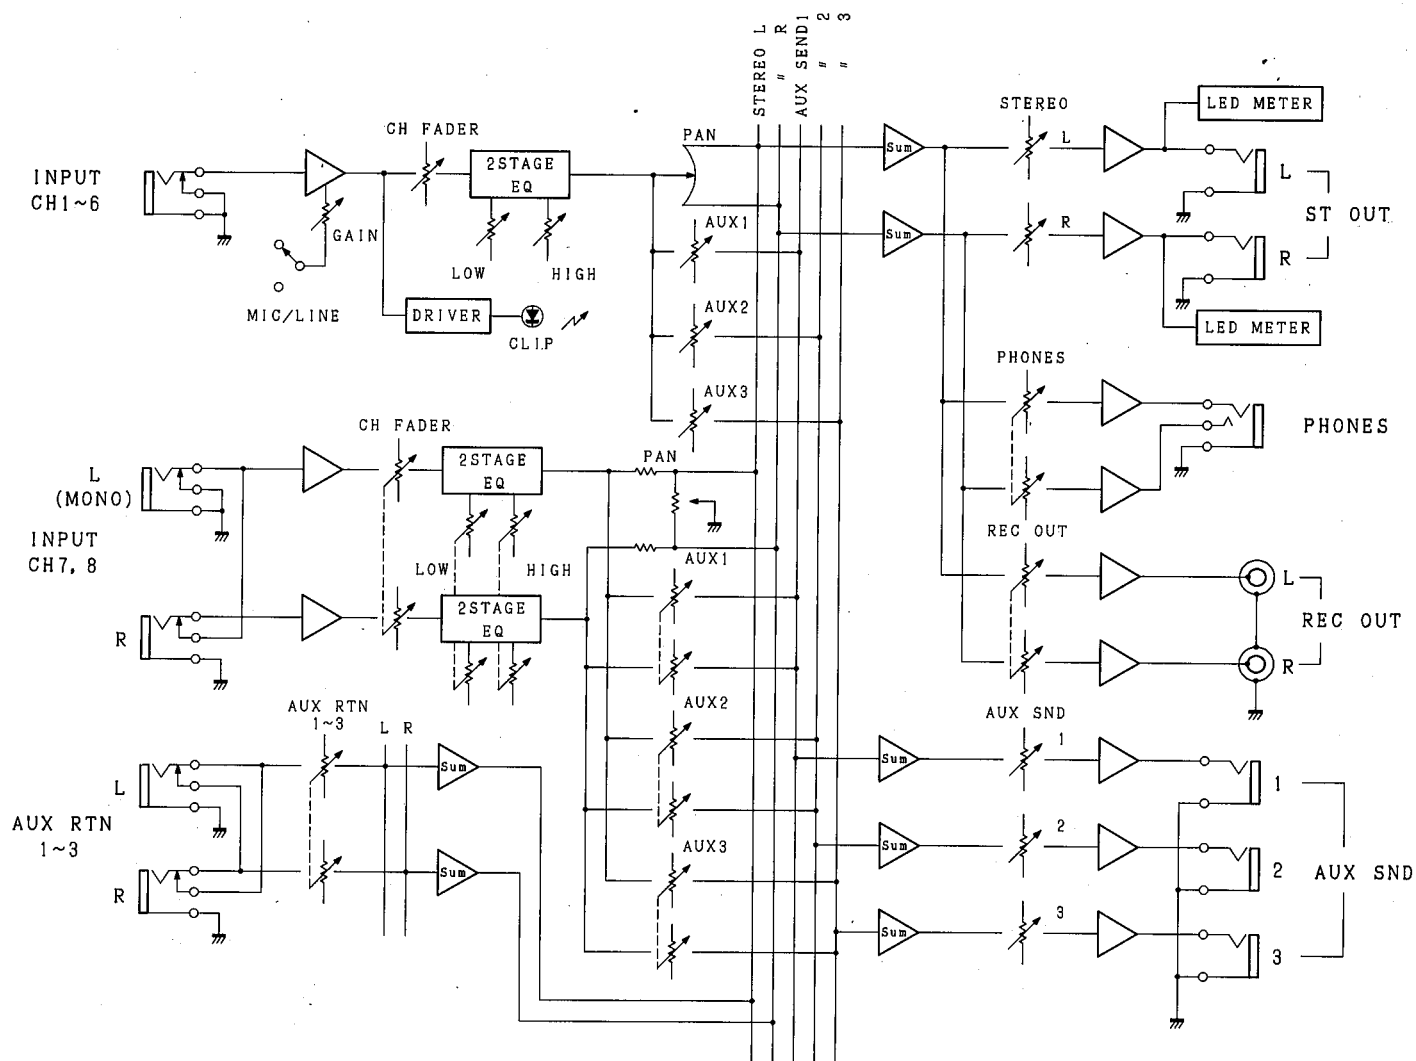 STEREO L
" R
AUX SEND1
" 2
" 3
CH FADER
PAN
STEREO
LED METER
INPUT
CH1~6
2STAGE
EQ
Sum
L
L
ST OUT
GAIN
LOW
HIGH
AUX1
Sum
R
R
MIC/LINE
DRIVER
CLIP
AUX2
LED METER
AUX3
PHONES
PHONES
L
(MONO)
INPUT
CH7, 8
R
CH FADER
2STAGE
EQ
PAN
LOW
HIGH
2STAGE
EQ
AUX1
AUX2
AUX3
REC OUT
L
R
REC OUT
AUX RTN
1~3
L R
Sum
Sum
L
AUX RTN
1~3
R
AUX SND
1
Sum
1
2
Sum
2
AUX SND
3
Sum
3